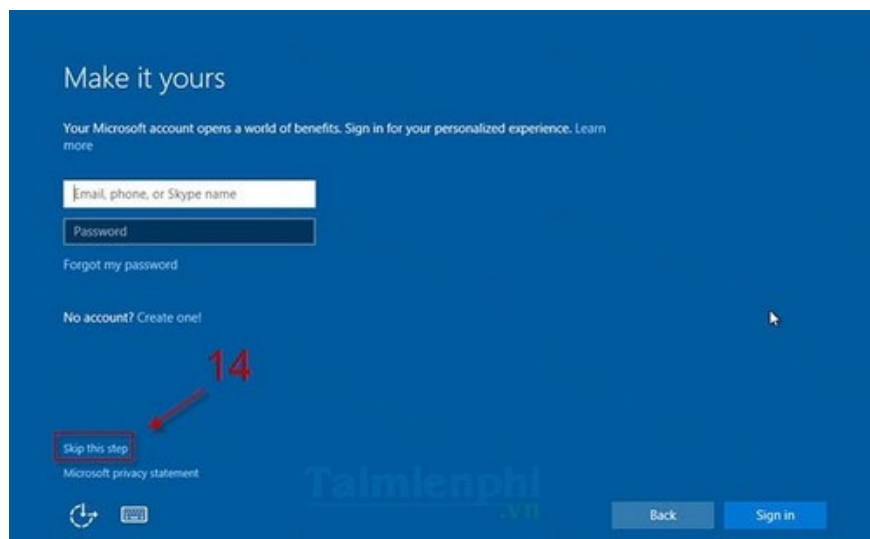 Make it yours
Your Microsoft account opens a world of benefits. Sign in for your personalized experience. Learn
more
Email, phone, or Skype name
Password
Forgot my password
No account? Create one!
14
Skip this step
Microsoft privacy statement
Taimienphi
.vn
Back
Sign in